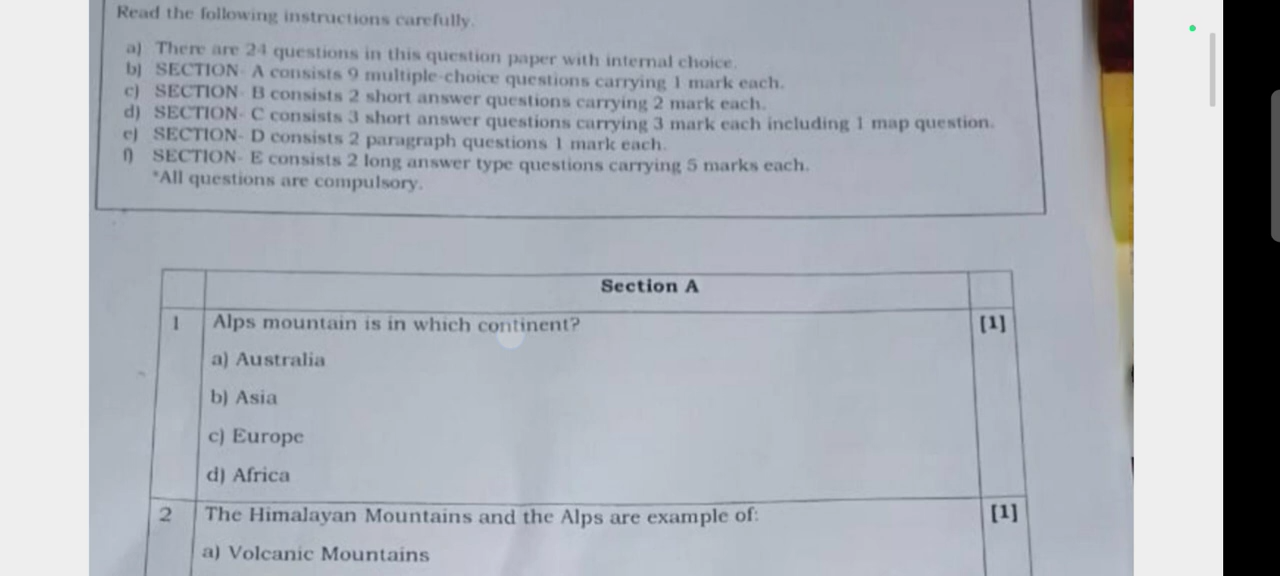 Read the following instructions carefully.
a) There are 24 questions in this question paper with internal choice.
b) SECTION- A consists 9 multiple-choice questions carrying 1 mark each.
c) SECTION- B consists 2 short answer questions carrying 2 mark each.
d) SECTION- C consists 3 short answer questions carrying 3 mark each including 1 map question.
e) SECTION- D consists 2 paragraph questions 1 mark each.
f) SECTION- E consists 2 long answer type questions carrying 5 marks each.
*All questions are compulsory.
Section A
1 Alps mountain is in which continent? [1]
a) Australia
b) Asia
c) Europe
d) Africa
2 The Himalayan Mountains and the Alps are example of: [1]
a) Volcanic Mountains